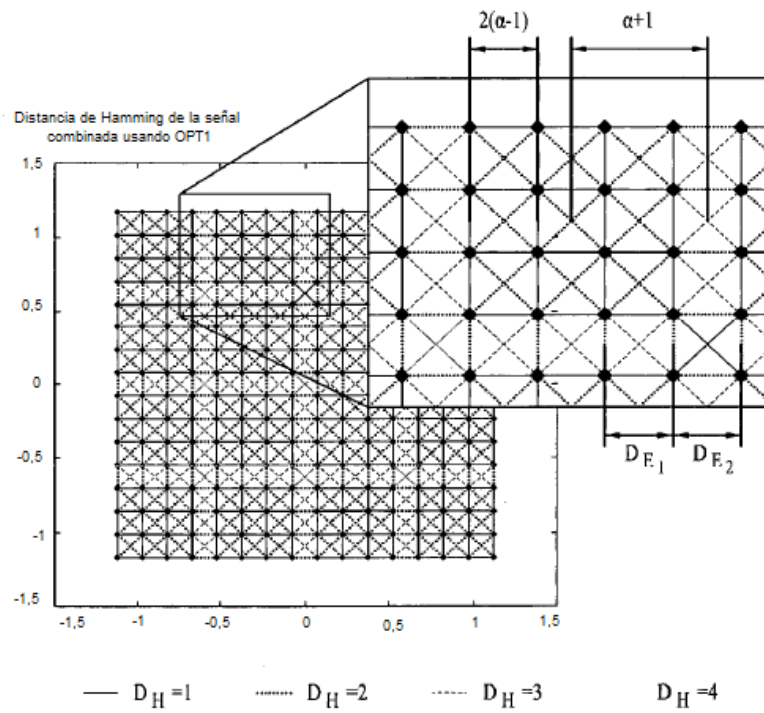 2(α-1)
α+1
Distancia de Hamming de la señal
combinada usando OPT1
1,5
1
0,5
0
-0,5
-1
-1,5
-1,5
-1
-0,5
0
0,5
1
1,5
D E1
D E2
D H =1
D H =2
D H =3
D H =4